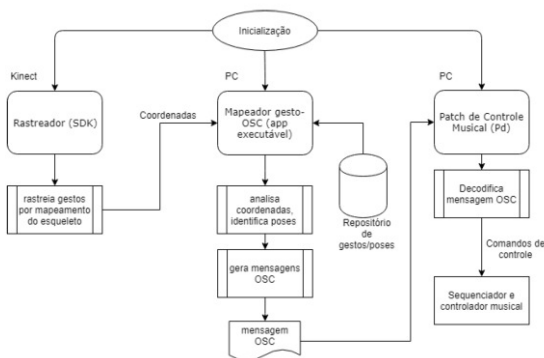 Inicialização
Kinect
PC
PC
Rastreador (SDK)
Coordenadas
Mapeador gesto-
OSC (app
executável)
Patch de Controle
Musical (Pd)
rastreia gestos
por mapeamento do
esqueleto
analisa
coordenadas,
identifica poses
Repositório
de
gestos/poses
Decodifica
mensagem OSC
gera mensagens
OSC
Comandos de
controle
Sequenciador e
controlador musical
mensagem
OSC